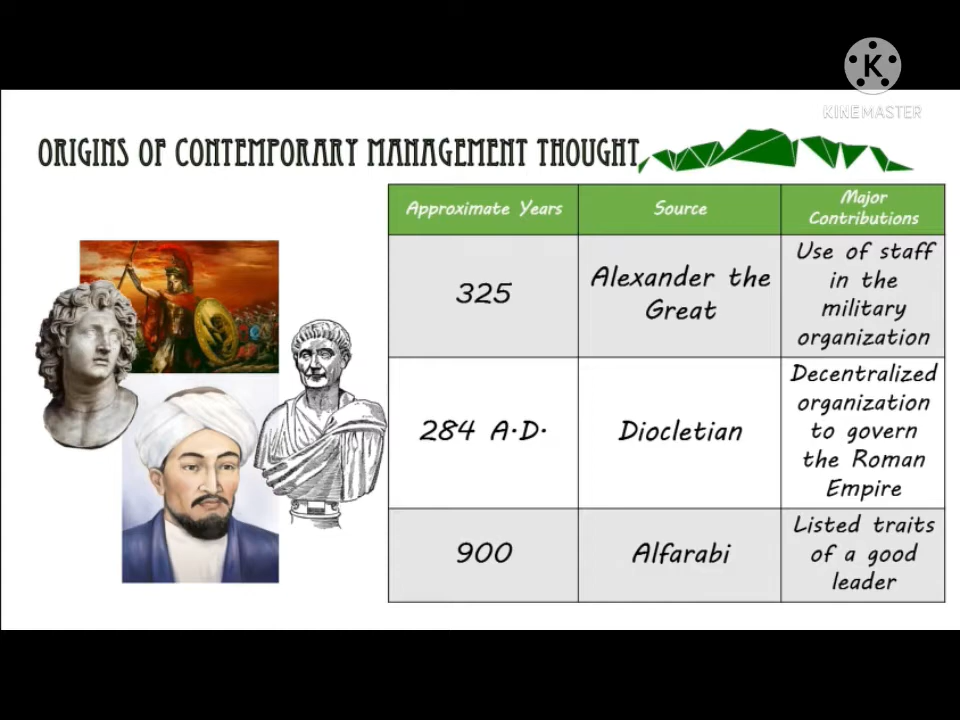 K
KINEMASTER
ORIGINS OF CONTEMPORARY MANAGEMENT THOUGHT
Approximate Years
Source
Major
Contributions
325
Alexander the
Great
Use of staff
in the
military
organization
284 A.D.
Diocletian
Decentralized
organization
to govern
the Roman
Empire
900
Alfarabi
Listed traits
of a good
leader